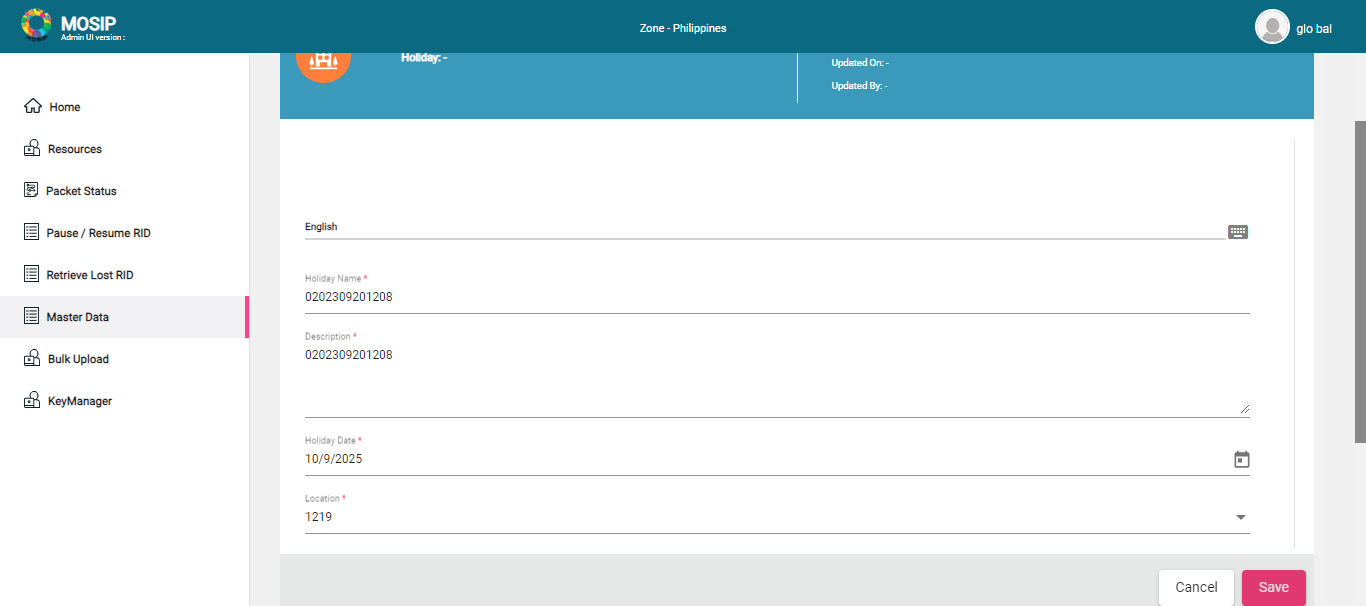 MOSIP
Admin UI version :
Zone - Philippines
glo bal
Home
Resources
Packet Status
Pause / Resume RID
Retrieve Lost RID
Master Data
Bulk Upload
KeyManager
Holiday: -
Updated On: -
Updated By: -
English
Holiday Name *
0202309201208
Description *
0202309201208
Holiday Date *
10/9/2025
Location *
1219
Cancel
Save